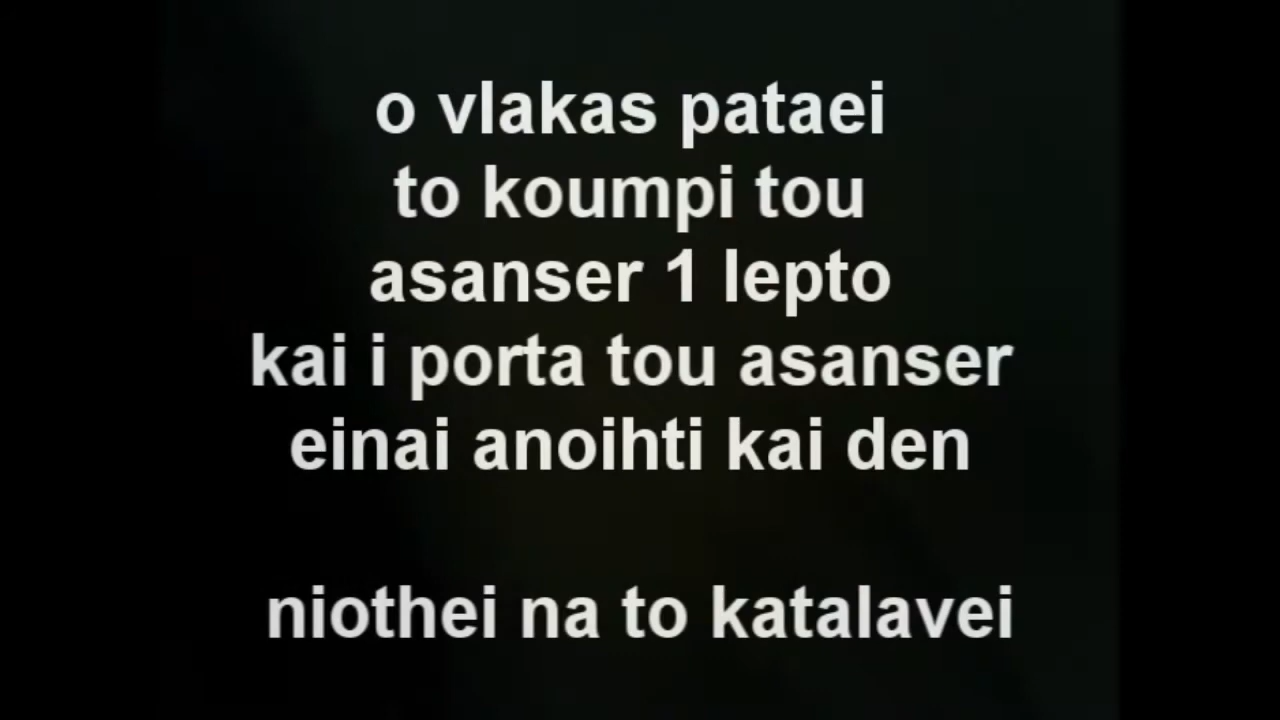 o vlakas pataei
to koumpi tou
asanser 1 lepto
kai i porta tou asanser
einai anoihti kai den
niothei na to katalavei